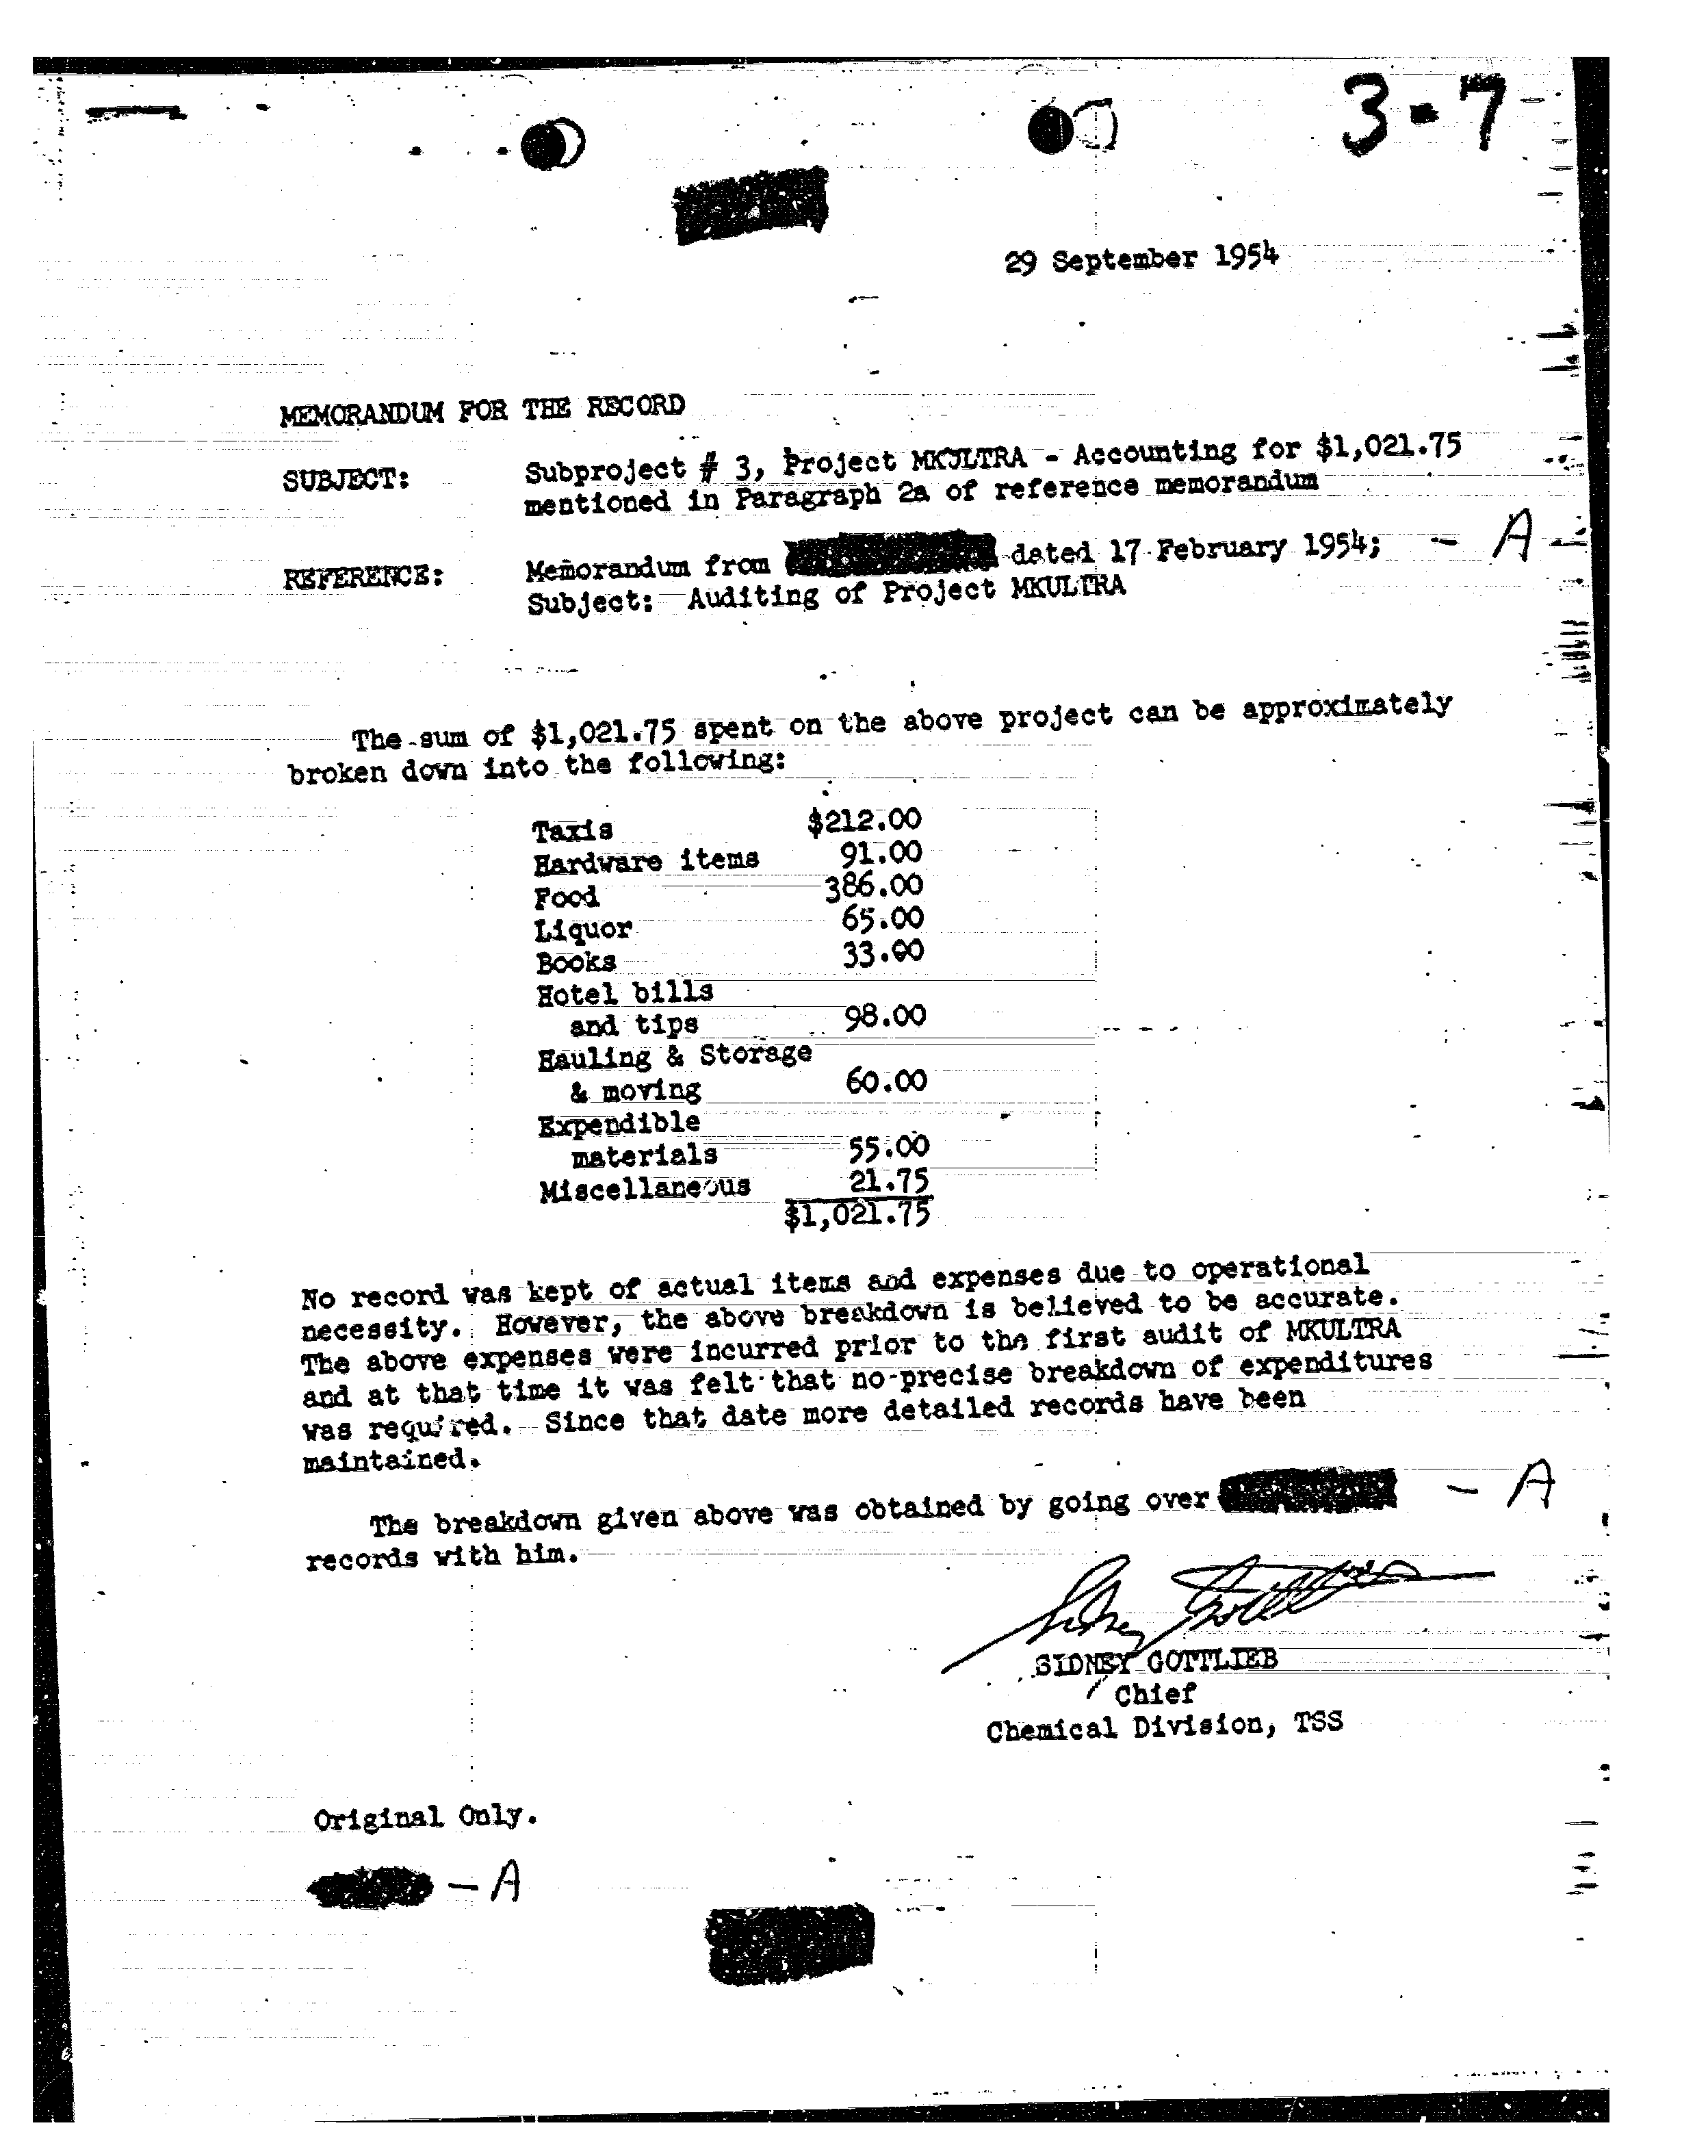 3-7
29 September 1954
MEMORANDUM FOR THE RECORD
SUBJECT: Subproject # 3, Project MKULTRA - Accounting for $1,021.75
mentioned in Paragraph 2a of reference memorandum
REFERENCE: Memorandum from dated 17 February 1954; - A
Subject: Auditing of Project MKULTRA
The sum of $1,021.75 spent on the above project can be approximately
broken down into the following:
Taxis $212.00
Hardware items 91.00
Food 386.00
Liquor 65.00
Books 33.00
Hotel bills
and tips 98.00
Hauling & Storage
& moving 60.00
Expendible
materials 55.00
Miscellaneous 21.75
$1,021.75
No record was kept of actual items and expenses due to operational
necessity. However, the above breakdown is believed to be accurate.
The above expenses were incurred prior to the first audit of MKULTRA
and at that time it was felt that no precise breakdown of expenditures
was required. Since that date more detailed records have been
maintained.
The breakdown given above was obtained by going over - A
records with him.
Sidney Gottlieb
SIDNEY GOTTLIEB
Chief
Chemical Division, TSS
Original Only.
- A